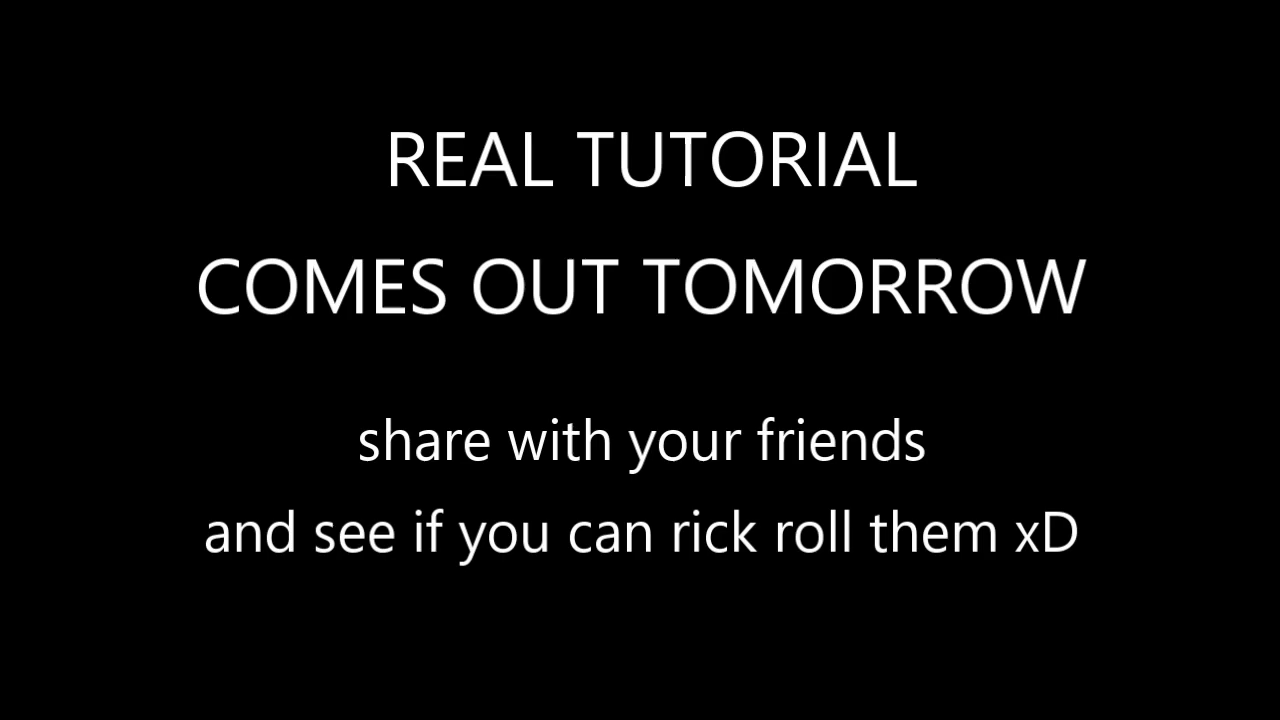 REAL TUTORIAL
COMES OUT TOMORROW
share with your friends
and see if you can rick roll them xD